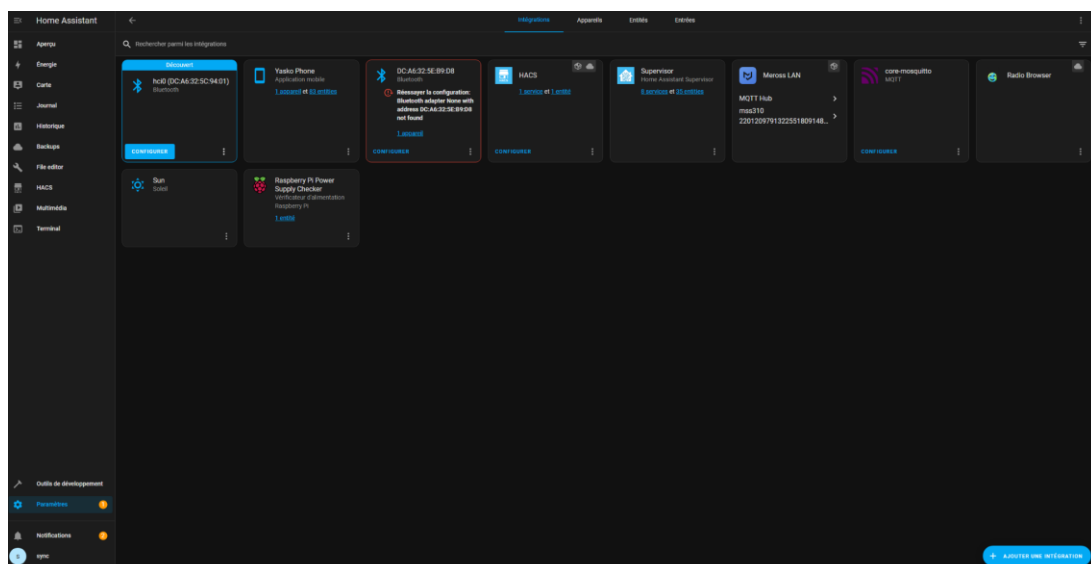 Home Assistant
Intégrations
Appareils
Entités
Entrées
Aperçu
Énergie
Carte
Journal
Historique
Backups
File editor
HACS
Multimédia
Terminal
Outils de développement
Paramètres
1
Notifications
2
s
sync
Rechercher parmi les intégrations
Découvert
hci0 (DC:A6:32:5C:94:01)
Bluetooth
CONFIGURER
Yasko Phone
Application mobile
1 appareil et 63 entités
DC:A6:32:5E:B9:D8
Bluetooth
Réessayer la configuration:
Bluetooth adapter None with
address DC:A6:32:5E:B9:D8
not found
1 appareil
CONFIGURER
HACS
1 service et 1 entité
CONFIGURER
Supervisor
Home Assistant Supervisor
8 services et 35 entités
Meross LAN
MQTT Hub
mss310
2201209791322551809148...
core-mosquitto
MQTT
CONFIGURER
Radio Browser
Sun
Soleil
Raspberry Pi Power
Supply Checker
Vérificateur d'alimentation
Raspberry Pi
1 entité
AJOUTER UNE INTÉGRATION